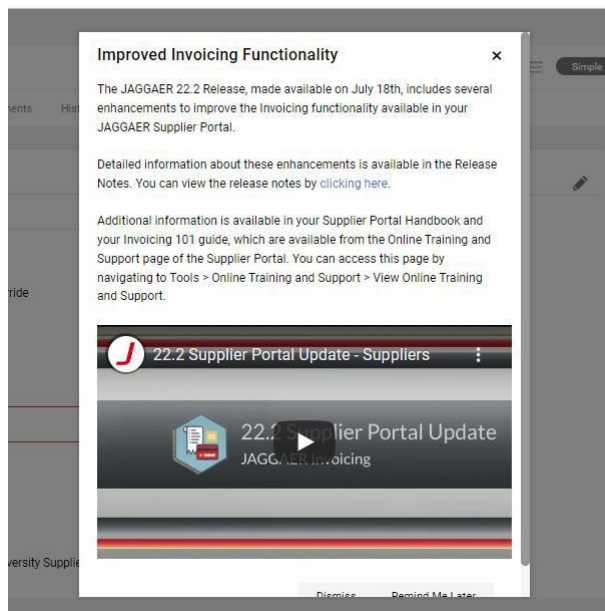 Improved Invoicing Functionality
Simple
The JAGGAER 22.2 Release, made available on July 18th, includes several
enhancements to improve the Invoicing functionality available in your
JAGGAER Supplier Portal.
Detailed information about these enhancements is available in the Release
Notes. You can view the release notes by clicking here.
Additional information is available in your Supplier Portal Handbook and
your Invoicing 101 guide, which are available from the Online Training and
Support page of the Supplier Portal. You can access this page by
navigating to Tools > Online Training and Support > View Online Training
and Support.
22.2 Supplier Portal Update - Suppliers
22.2 Supplier Portal Update
JAGGAER Invoicing
Dismiss Remind Me Later